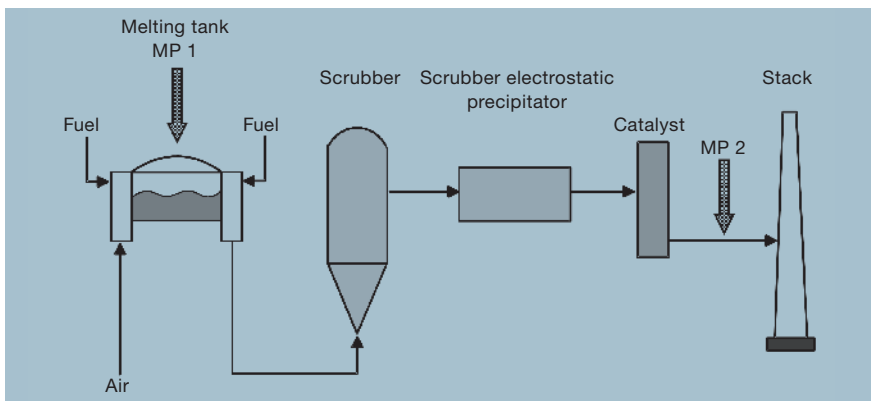 Melting tank
MP 1
Scrubber
Scrubber electrostatic
precipitator
Stack
Fuel
Fuel
Catalyst
MP 2
Air